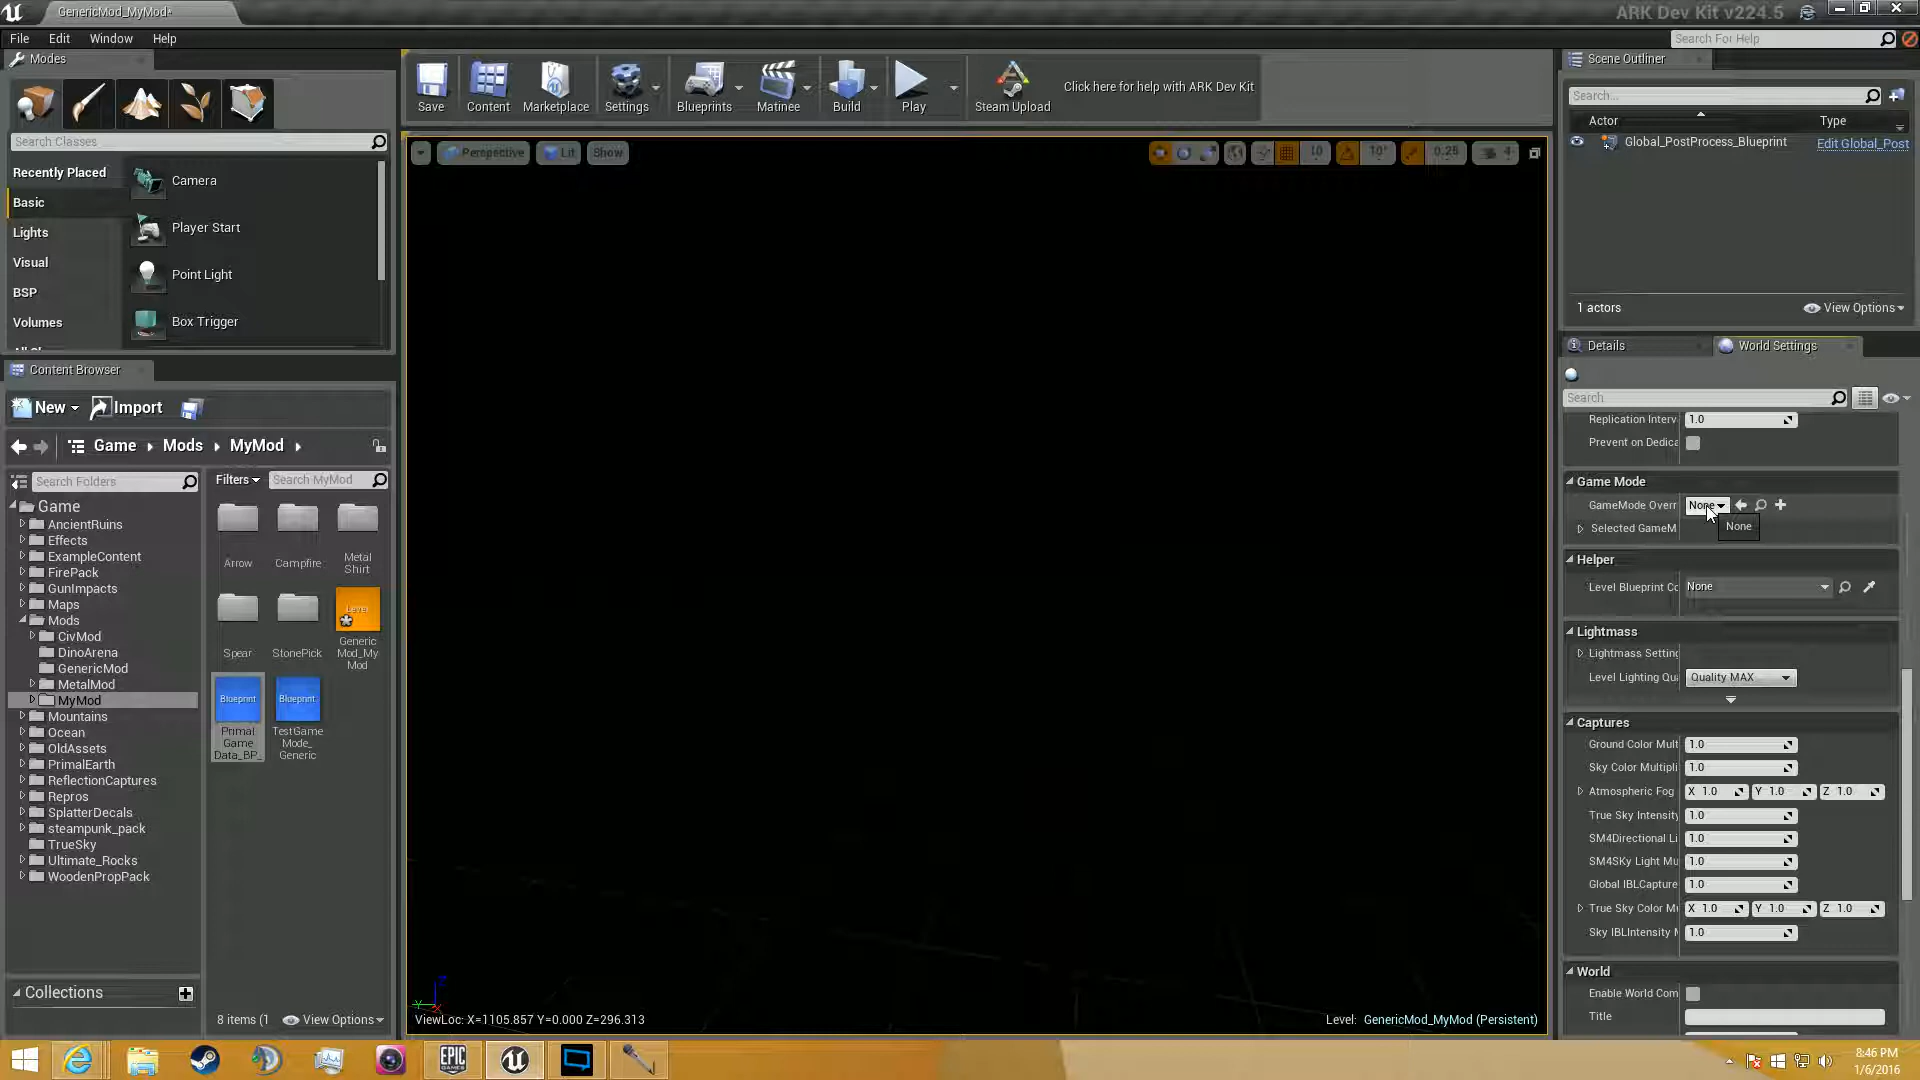 GenericMod_MyMod*
ARK Dev Kit v224.5
File Edit Window Help
Search For Help
Modes
Search Classes
Recently Placed
Basic
Lights
Visual
BSP
Volumes
Camera
Player Start
Point Light
Box Trigger
Save
Content
Marketplace
Settings
Blueprints
Matinee
Build
Play
Steam Upload
Click here for help with ARK Dev Kit
Perspective
Lit
Show
10
10°
0.25
4
Scene Outliner
Search...
Actor
Type
Global_PostProcess_Blueprint
Edit Global_Post
1 actors
View Options
Content Browser
New
Import
Game
Mods
MyMod
Search Folders
Filters
Search MyMod
Game
AncientRuins
Effects
ExampleContent
FirePack
GunImpacts
Maps
Mods
CivMod
DinoArena
GenericMod
MetalMod
MyMod
Mountains
Ocean
OldAssets
PrimalEarth
ReflectionCaptures
Repros
SplatterDecals
steampunk_pack
TrueSky
Ultimate_Rocks
WoodenPropPack
Arrow
Campfire
Metal
Shirt
Spear
StonePick
Level
Generic
Mod_My
Mod
Blueprint
Primal
Game
Data_BP_
Blueprint
TestGame
Mode_
Generic
Collections
8 items (1
View Options
ViewLoc: X=1105.857 Y=0.000 Z=296.313
Level: GenericMod_MyMod (Persistent)
Details
World Settings
Search
Replication Interv
1.0
Prevent on Dedica
Game Mode
GameMode Overr
None
None
Selected GameM
Helper
Level Blueprint Co
None
Lightmass
Lightmass Setting
Level Lighting Qua
Quality MAX
Captures
Ground Color Mult
1.0
Sky Color Multipli
1.0
Atmospheric Fog
X 1.0 Y 1.0 Z 1.0
True Sky Intensity
1.0
SM4Directional Li
1.0
SM4SKy Light Mu
1.0
Global IBLCapture
1.0
True Sky Color Mu
X 1.0 Y 1.0 Z 1.0
Sky IBLIntensity M
1.0
World
Enable World Com
Title
EPIC
GAMES
8:46 PM
1/6/2016